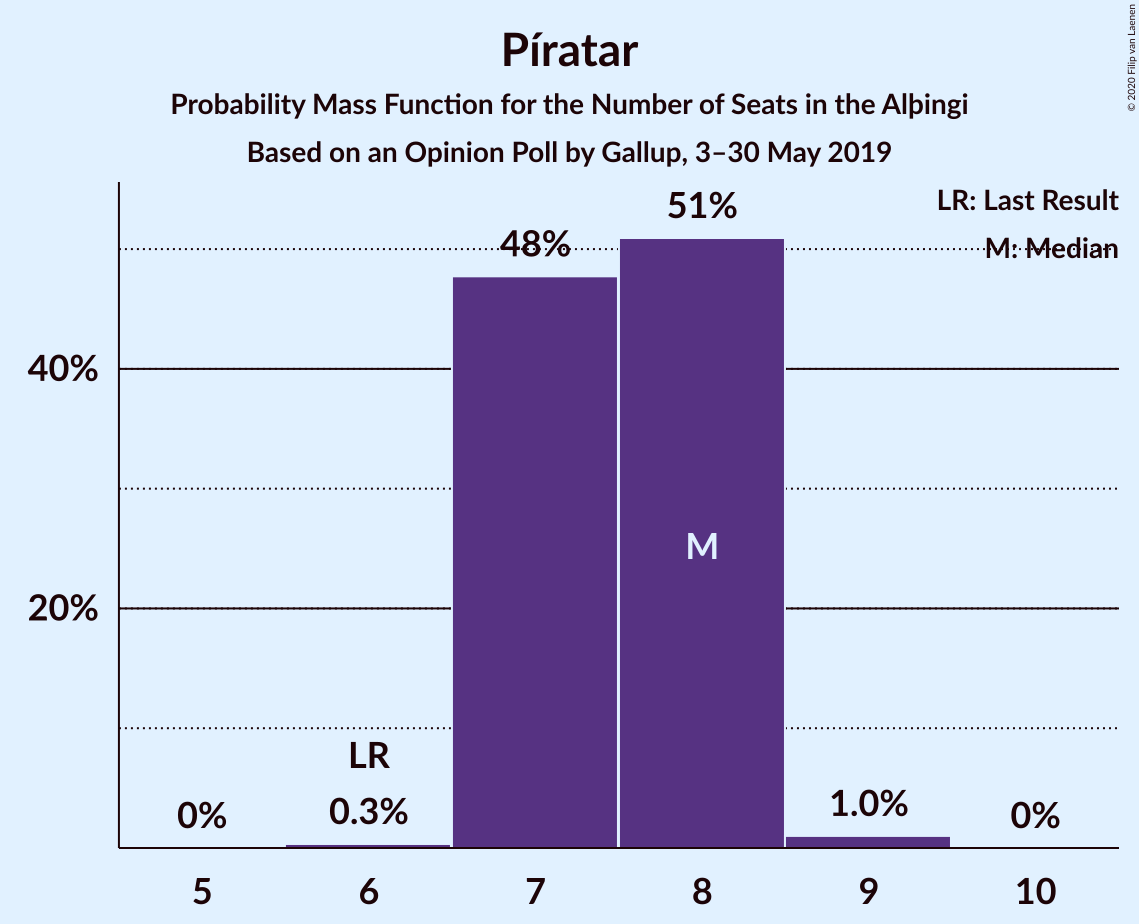 Píratar
Probability Mass Function for the Number of Seats in the Alþingi
Based on an Opinion Poll by Gallup, 3–30 May 2019
© 2020 Filip van Laenen
LR: Last Result
M: Median
51%
48%
40%
20%
M
LR
0%
0.3%
1.0%
0%
5 6 7 8 9 10